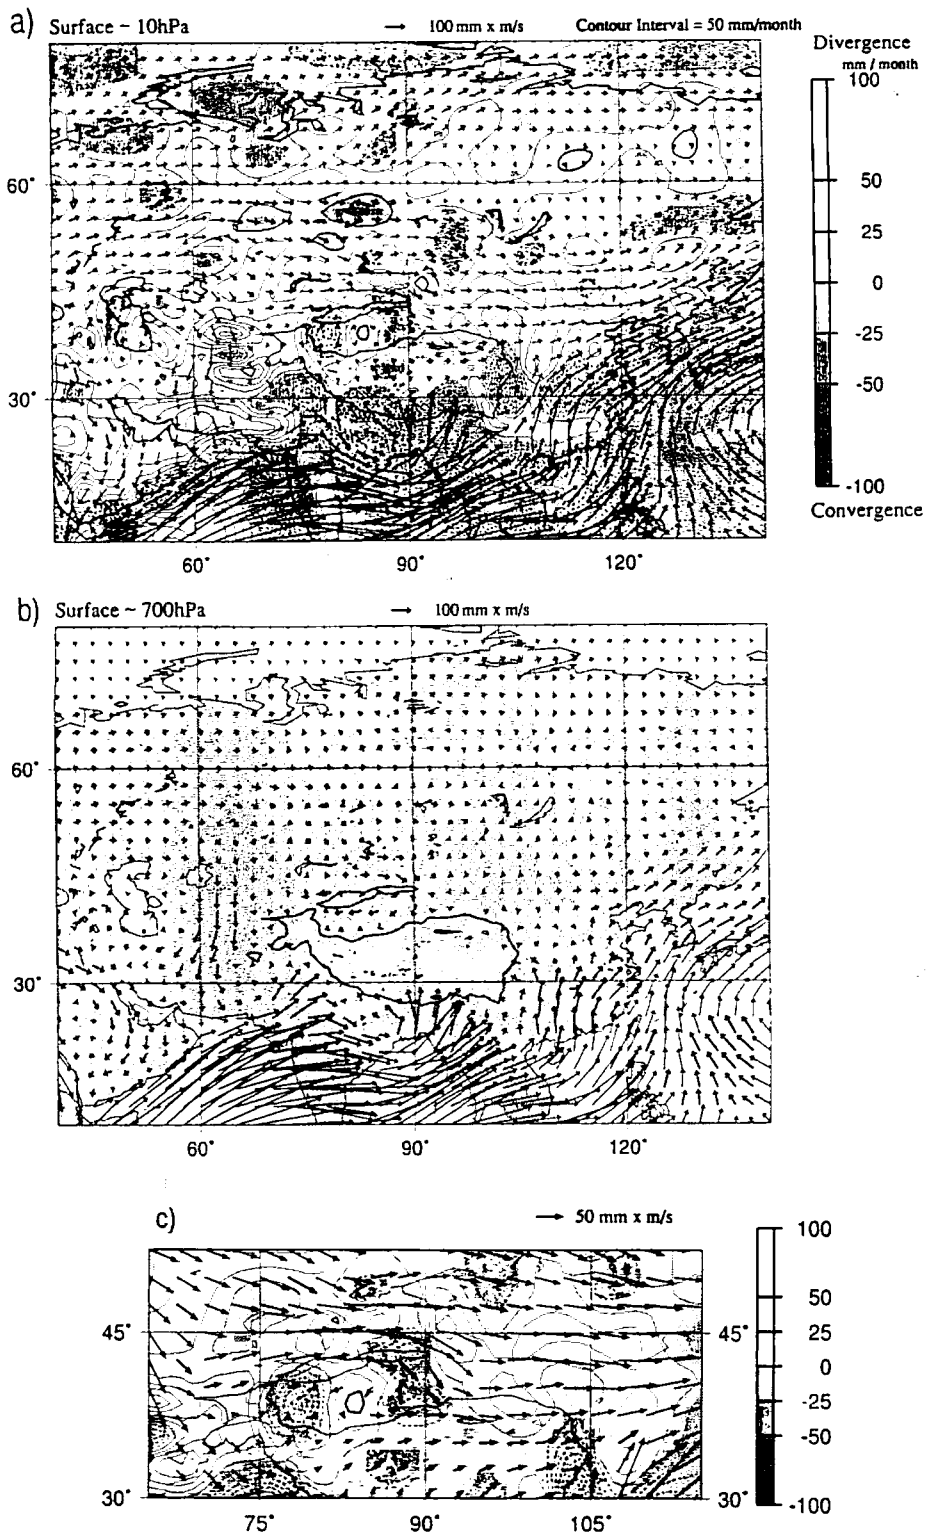 a) Surface ~ 10hPa 100 mm x m/s Contour Interval = 50 mm/month
Divergence
mm / month
100
50
25
0
-25
-50
-100
Convergence
60°
30°
60° 90° 120°
b) Surface ~ 700hPa 100 mm x m/s
60°
30°
60° 90° 120°
c) 50 mm x m/s
100
50
25
0
-25
-50
-100
45° 45°
30° 30°
75° 90° 105°